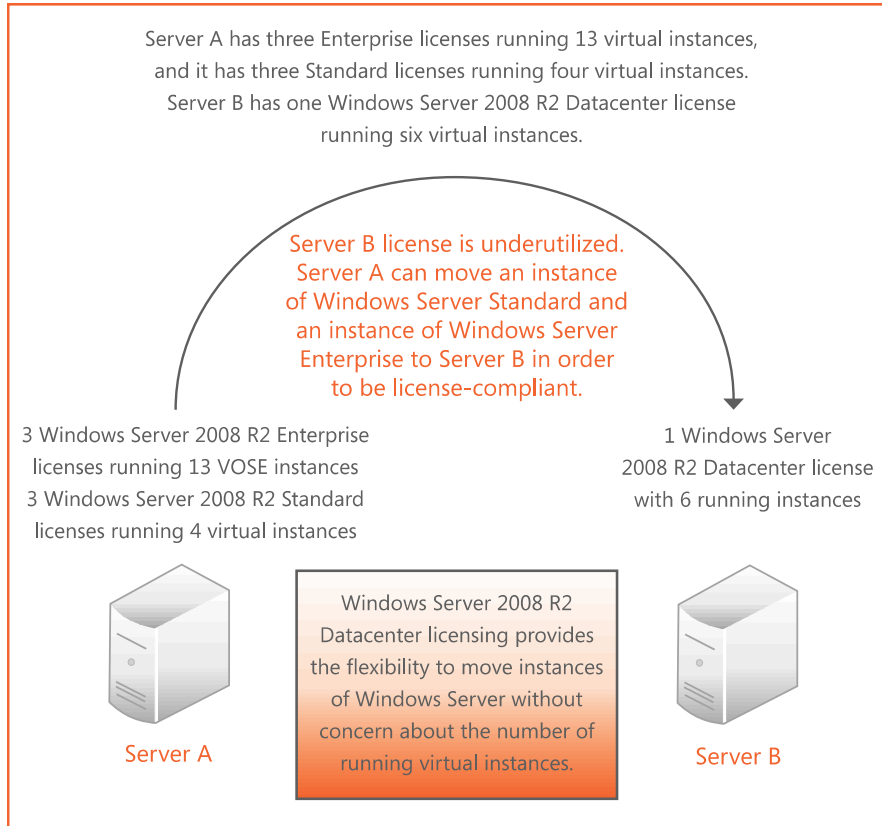 Server A has three Enterprise licenses running 13 virtual instances,
and it has three Standard licenses running four virtual instances.
Server B has one Windows Server 2008 R2 Datacenter license
running six virtual instances.
Server B license is underutilized.
Server A can move an instance
of Windows Server Standard and
an instance of Windows Server
Enterprise to Server B in order
to be license-compliant.
3 Windows Server 2008 R2 Enterprise
licenses running 13 VOSE instances
3 Windows Server 2008 R2 Standard
licenses running 4 virtual instances
1 Windows Server
2008 R2 Datacenter license
with 6 running instances
Windows Server 2008 R2
Datacenter licensing provides
the flexibility to move instances
of Windows Server without
concern about the number of
running virtual instances.
Server A
Server B